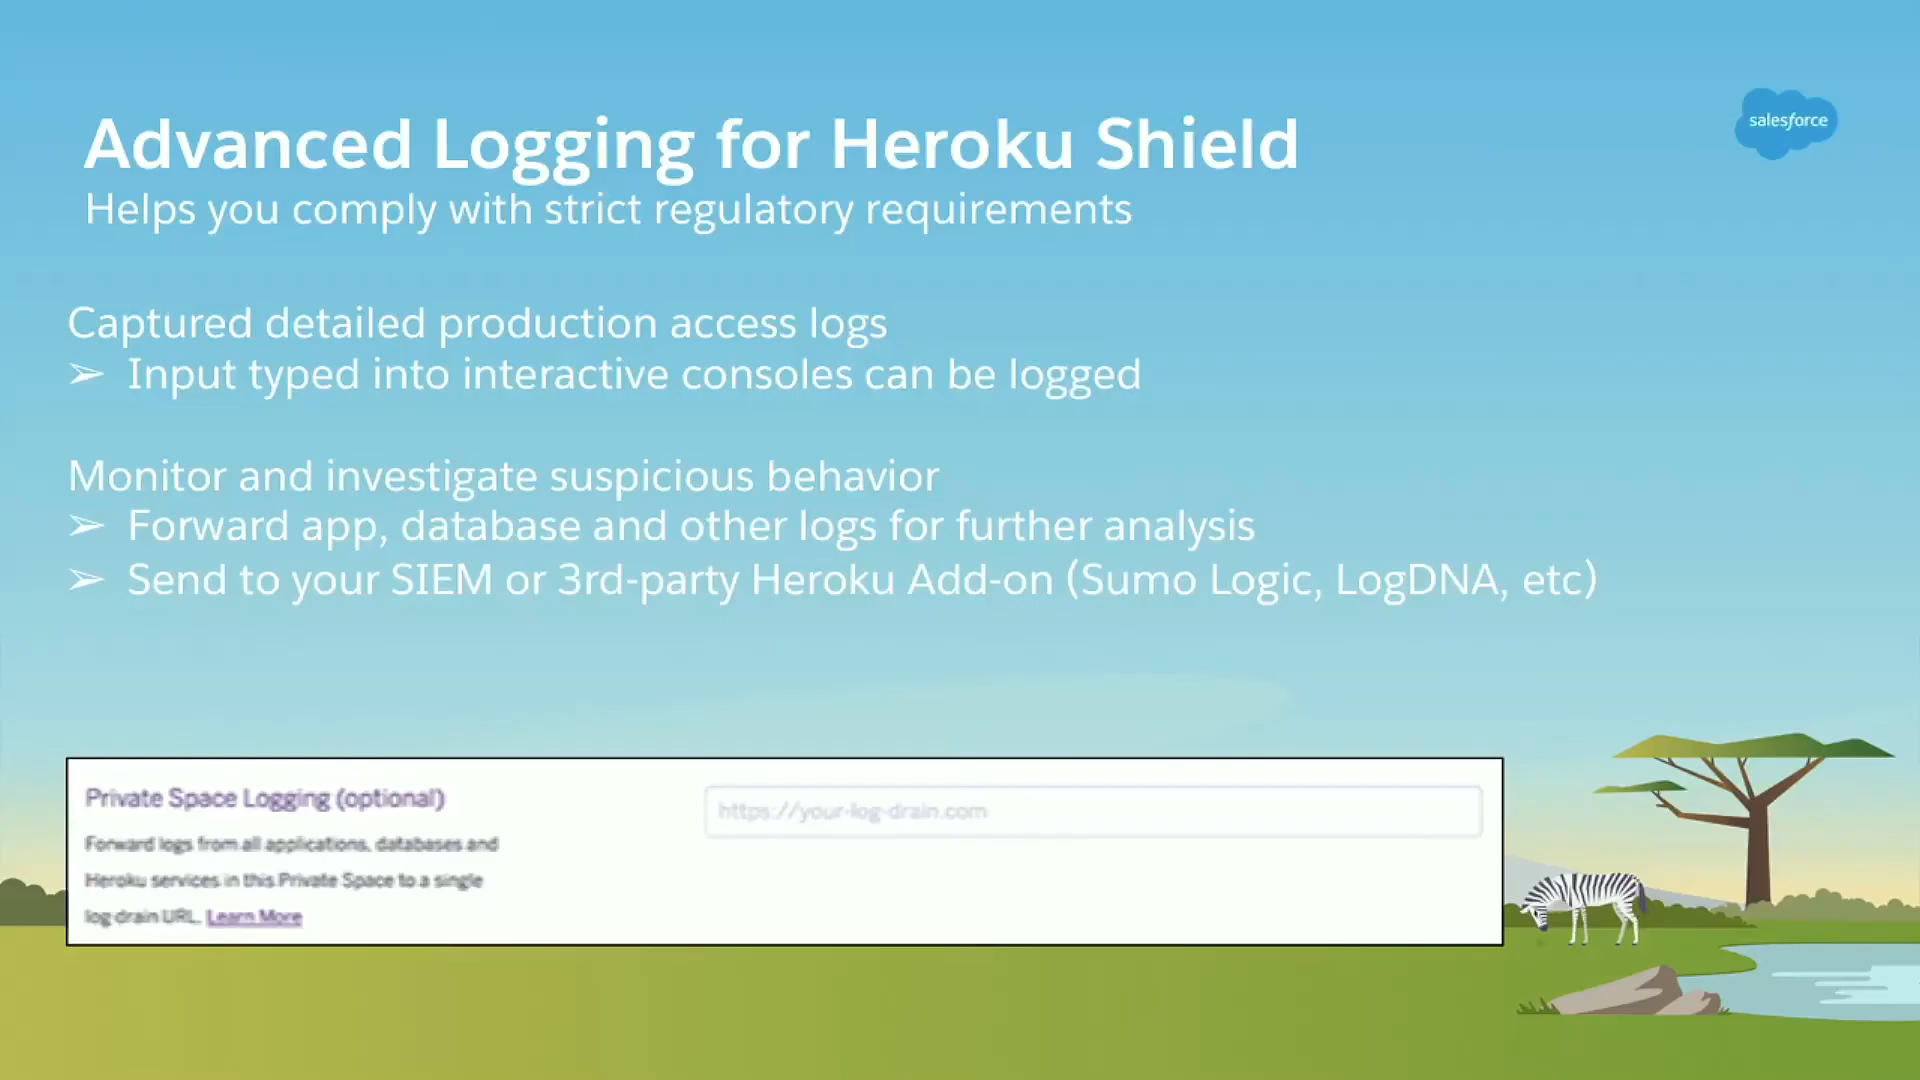 Advanced Logging for Heroku Shield
salesforce
Helps you comply with strict regulatory requirements
Captured detailed production access logs
➢ Input typed into interactive consoles can be logged
Monitor and investigate suspicious behavior
➢ Forward app, database and other logs for further analysis
➢ Send to your SIEM or 3rd-party Heroku Add-on (Sumo Logic, LogDNA, etc)
Private Space Logging (optional)
https://your-log-drain.com
Forward logs from all applications, databases and
Heroku services in this Private Space to a single
log drain URL. Learn More